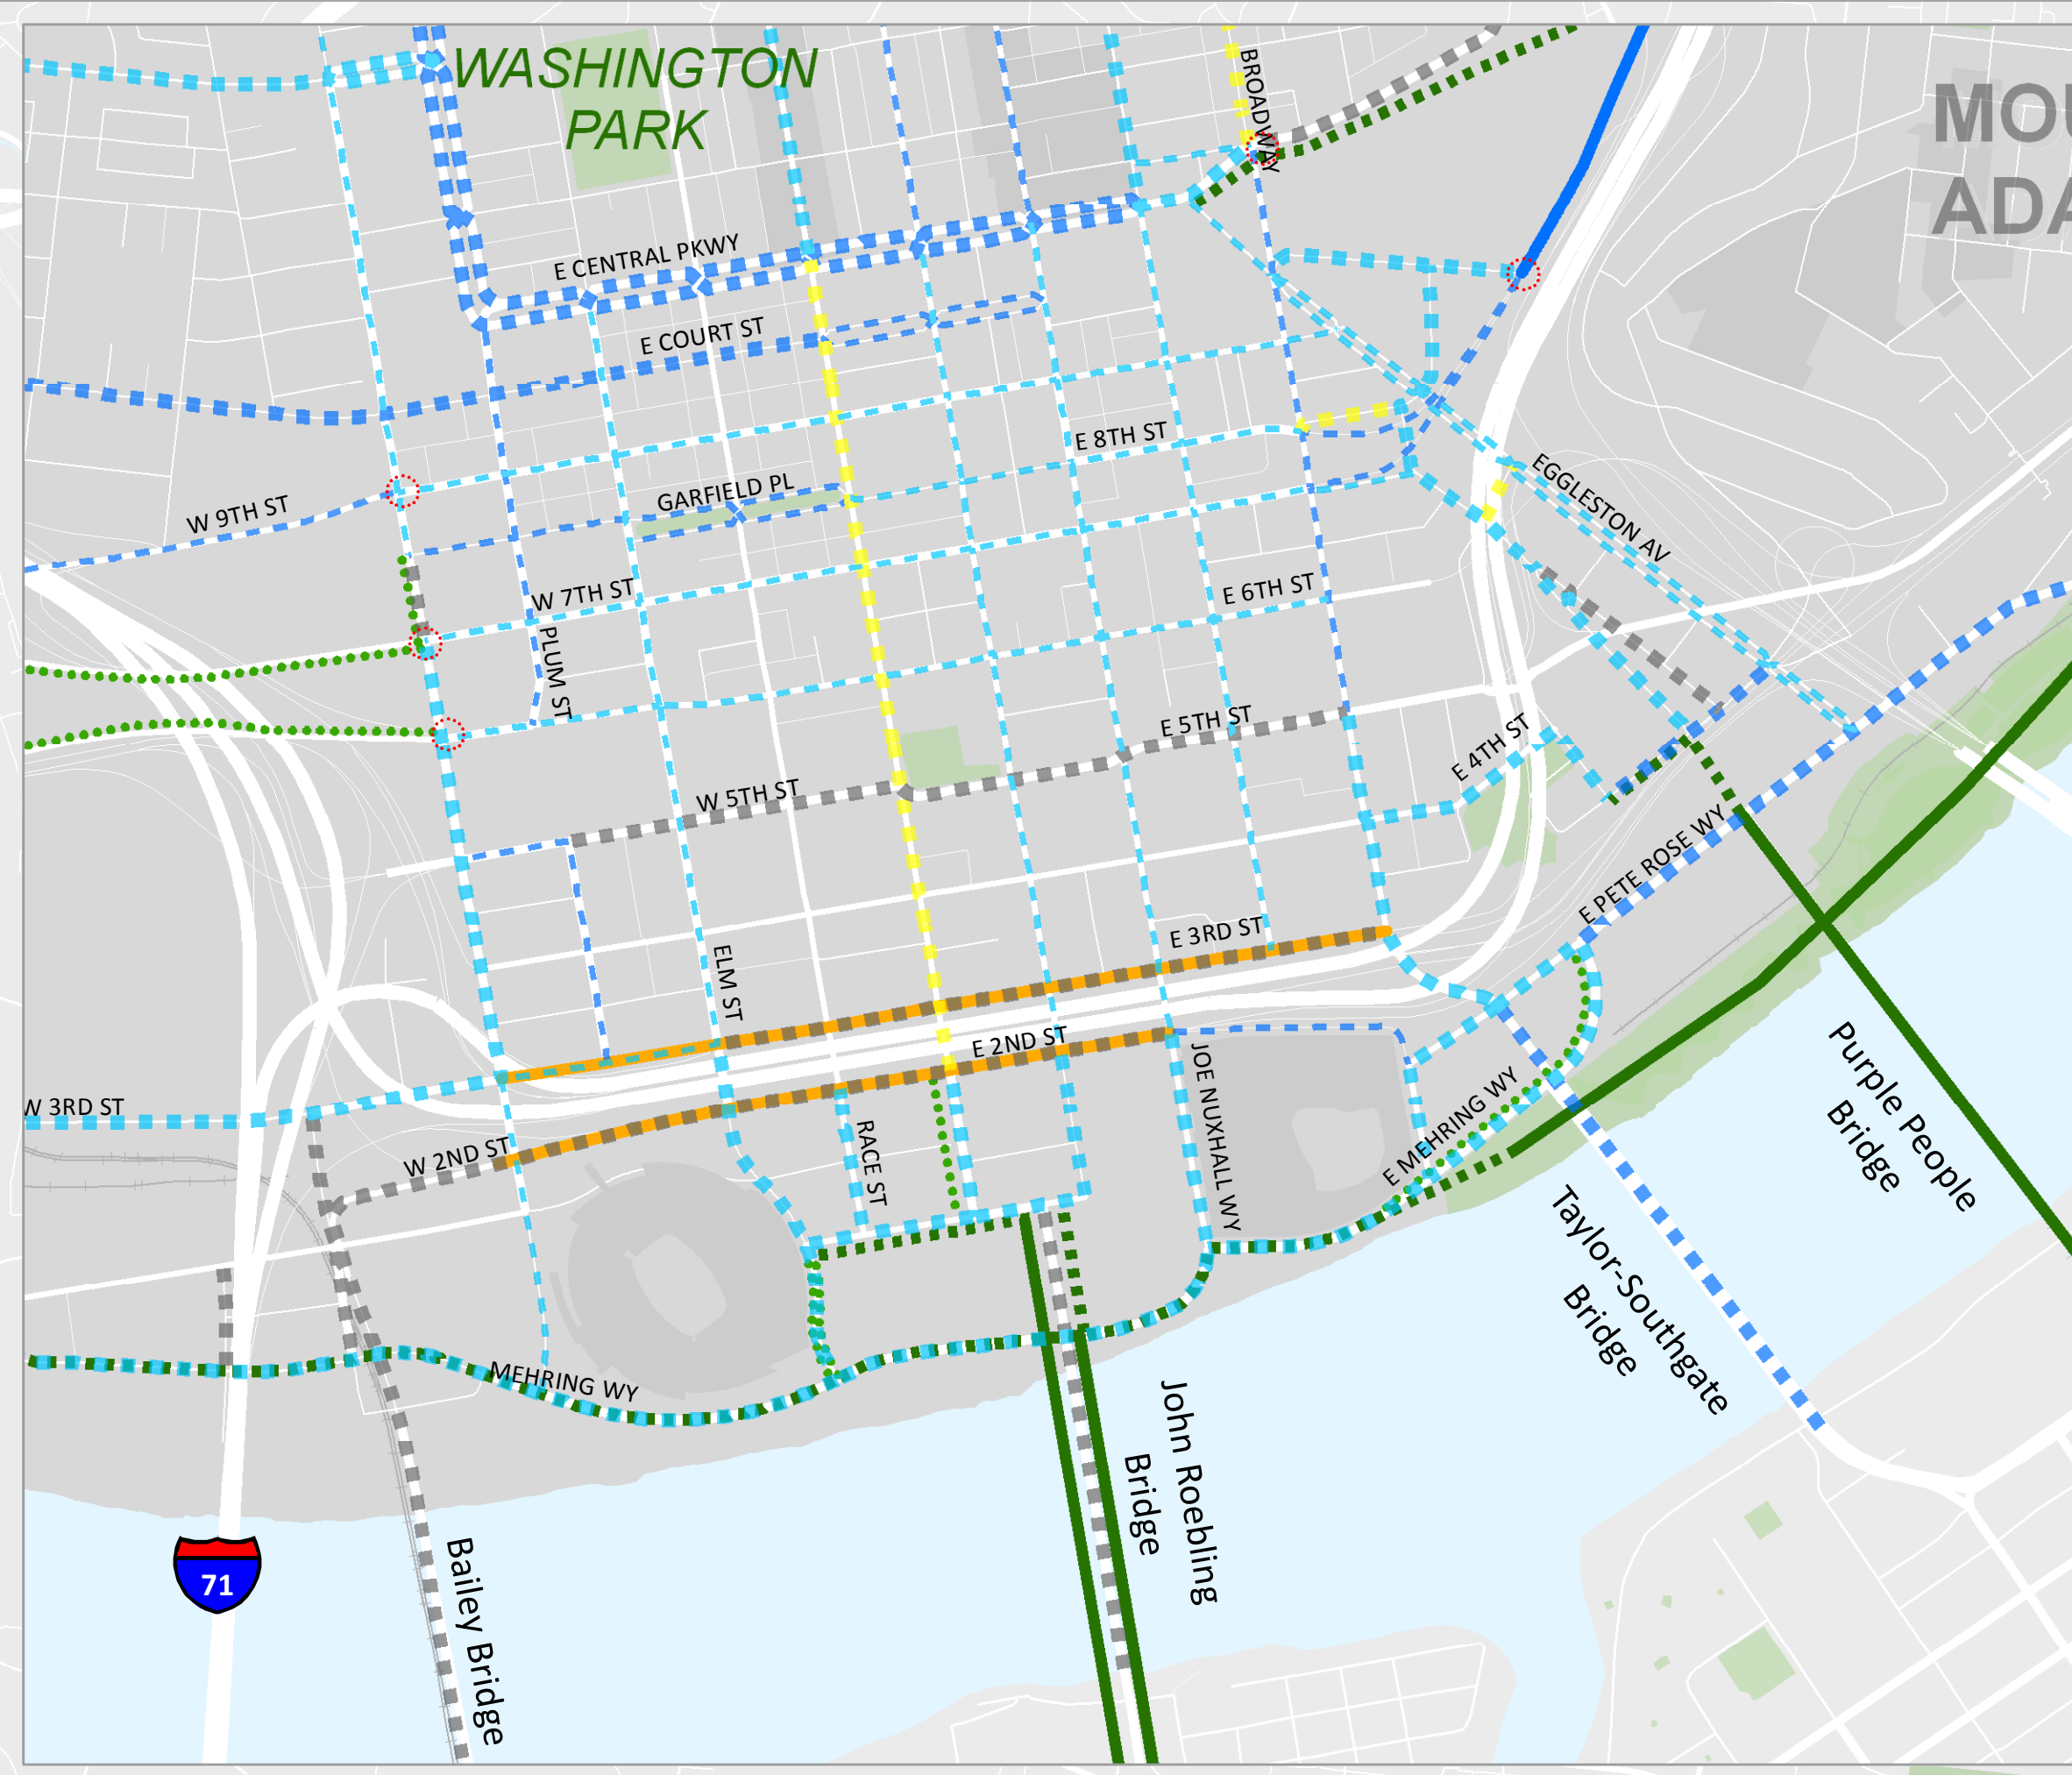 WASHINGTON
PARK
BROADWAY
MOU
ADA
E CENTRAL PKWY
E COURT ST
E 8TH ST
GARFIELD PL
EGGLESTON AV
W 9TH ST
W 7TH ST
E 6TH ST
PLUM ST
E 5TH ST
E 4TH ST
W 5TH ST
E PETE ROSE WY
E 3RD ST
ELM ST
E 2ND ST
JOE NUXHALL WY
W 3RD ST
E MEHRING WY
W 2ND ST
RACE ST
Purple People
Bridge
Taylor-Southgate
Bridge
MEHRING WY
John Roebling
Bridge
71
Bailey Bridge